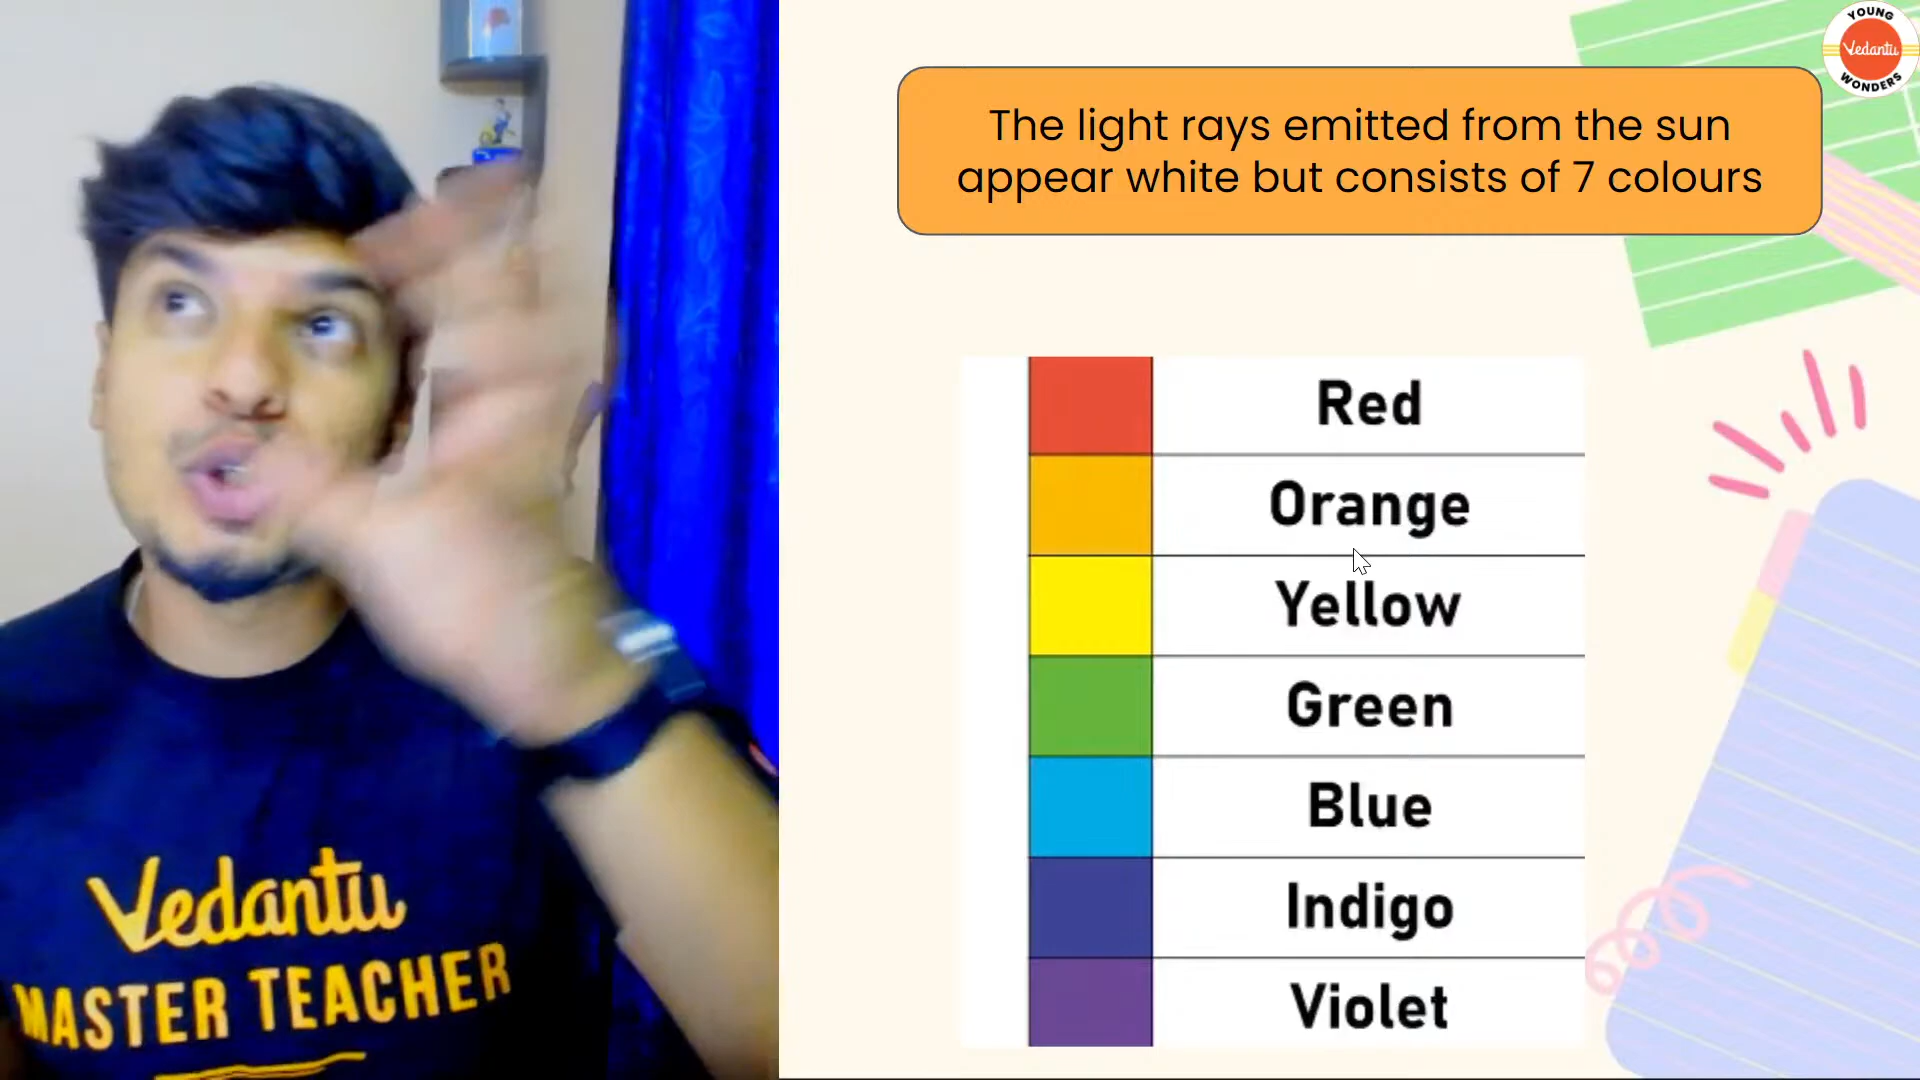 YOUNG
Vedantu
WONDERS
The light rays emitted from the sun
appear white but consists of 7 colours
Red
Orange
Yellow
Green
Blue
Indigo
Violet
Vedantu
MASTER TEACHER